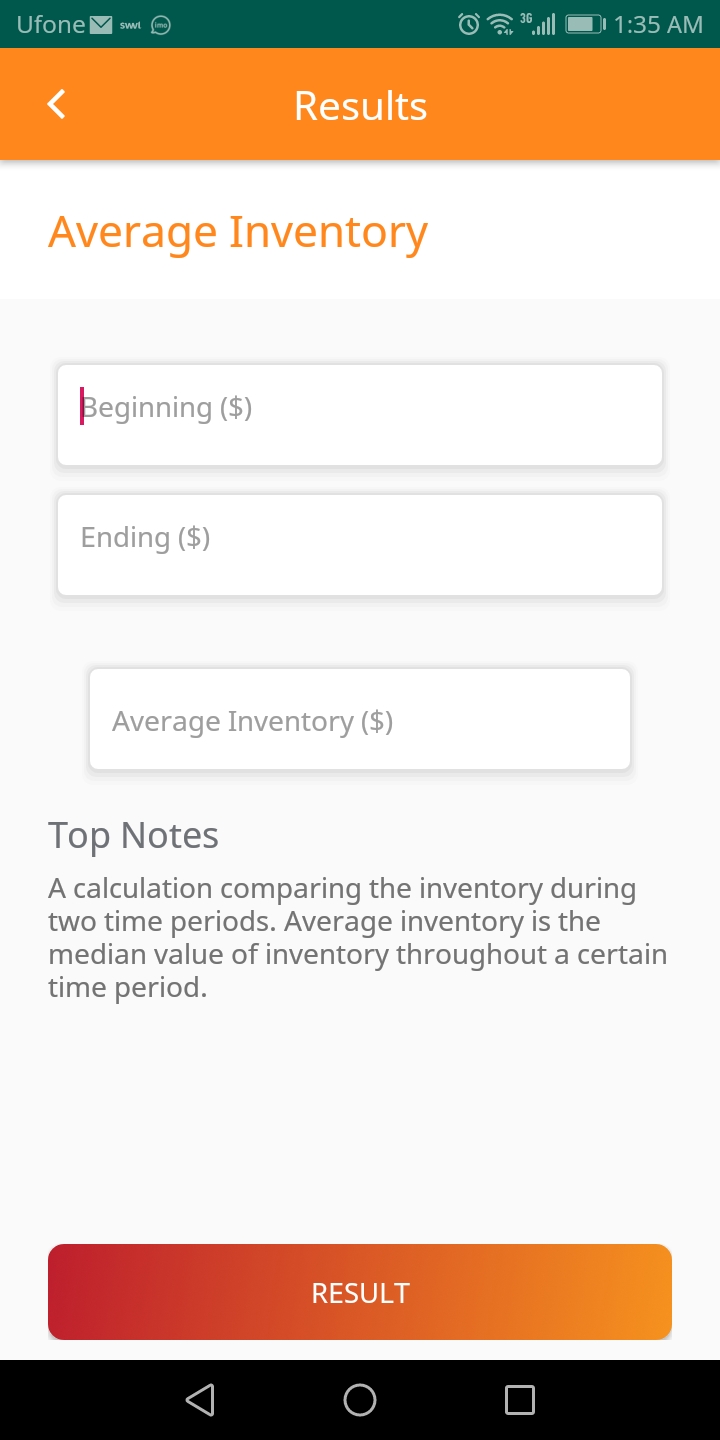 Ufone swvl imo 3G 1:35 AM
Results
Average Inventory
Beginning ($)
Ending ($)
Average Inventory ($)
Top Notes
A calculation comparing the inventory during
two time periods. Average inventory is the
median value of inventory throughout a certain
time period.
RESULT